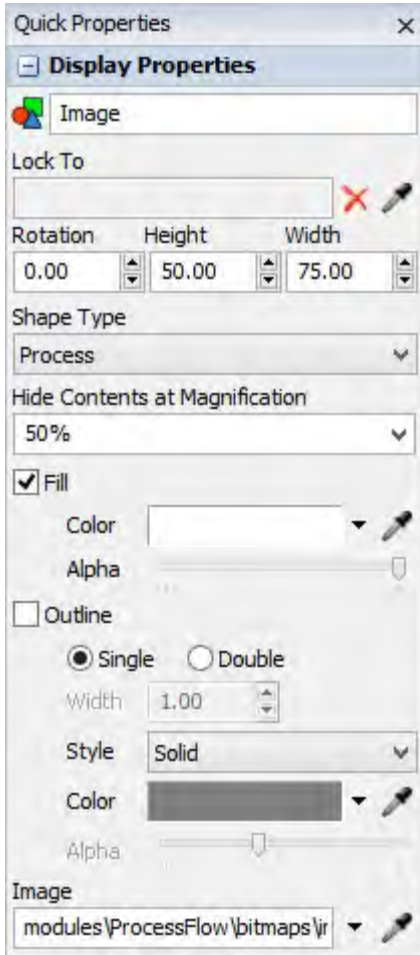 Quick Properties
Display Properties
Image
Lock To
Rotation Height Width
0.00 50.00 75.00
Shape Type
Process
Hide Contents at Magnification
50%
Fill
Color
Alpha
Outline
Single Double
Width 1.00
Style Solid
Color
Alpha
Image
modules\ProcessFlow\bitmaps\